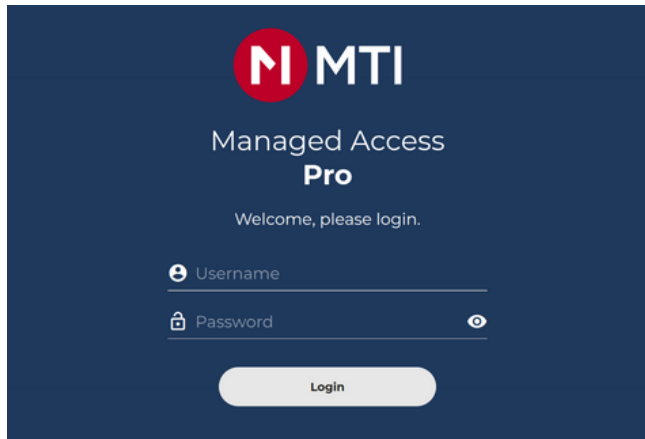 MTI
Managed Access
Pro
Welcome, please login.
Username
Password
Login